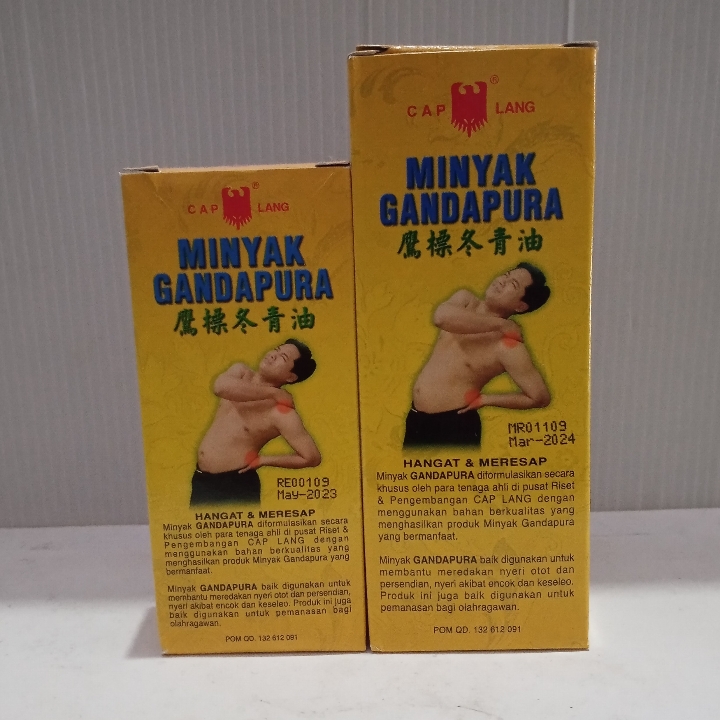 CAP LANG
®
MINYAK
GANDAPURA
鷹標冬青油
RE00109
May-2023
HANGAT & MERESAP
Minyak GANDAPURA diformulasikan secara
khusus oleh para tenaga ahli di pusat Riset &
Pengembangan CAP LANG dengan
menggunakan bahan berkualitas yang
menghasilkan produk Minyak Gandapura yang
bermanfaat.
Minyak GANDAPURA baik digunakan untuk
membantu meredakan nyeri otot dan persendian,
nyeri akibat encok dan keseleo. Produk ini juga
baik digunakan untuk pemanasan bagi
olahragawan.
POM QD. 132 612 091
CAP LANG
®
MINYAK
GANDAPURA
鷹標冬青油
MR01109
Mar-2024
HANGAT & MERESAP
Minyak GANDAPURA diformulasikan secara
khusus oleh para tenaga ahli di pusat Riset
& Pengembangan CAP LANG dengan
menggunakan bahan berkualitas yang
menghasilkan produk Minyak Gandapura
yang bermanfaat.
Minyak GANDAPURA baik digunakan untuk
membantu meredakan nyeri otot dan
persendian, nyeri akibat encok dan keseleo.
Produk ini juga baik digunakan untuk
pemanasan bagi olahragawan.
POM QD. 132 612 091